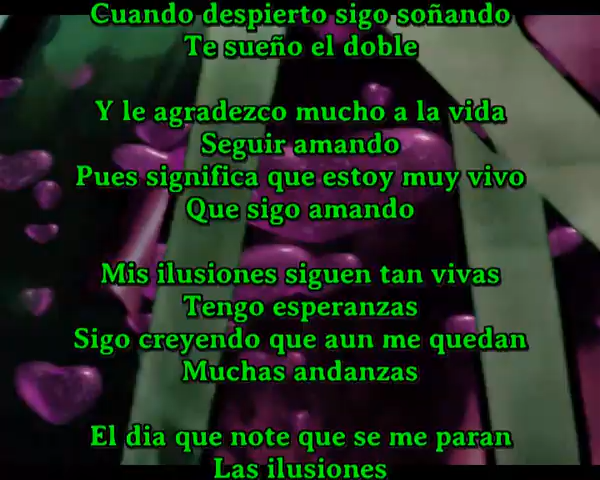 Cuando despierto sigo soñando
Te sueño el doble
Y le agradezco mucho a la vida
Seguir amando
Pues significa que estoy muy vivo
Que sigo amando
Mis ilusiones siguen tan vivas
Tengo esperanzas
Sigo creyendo que aun me quedan
Muchas andanzas
El dia que note que se me paran
Las ilusiones